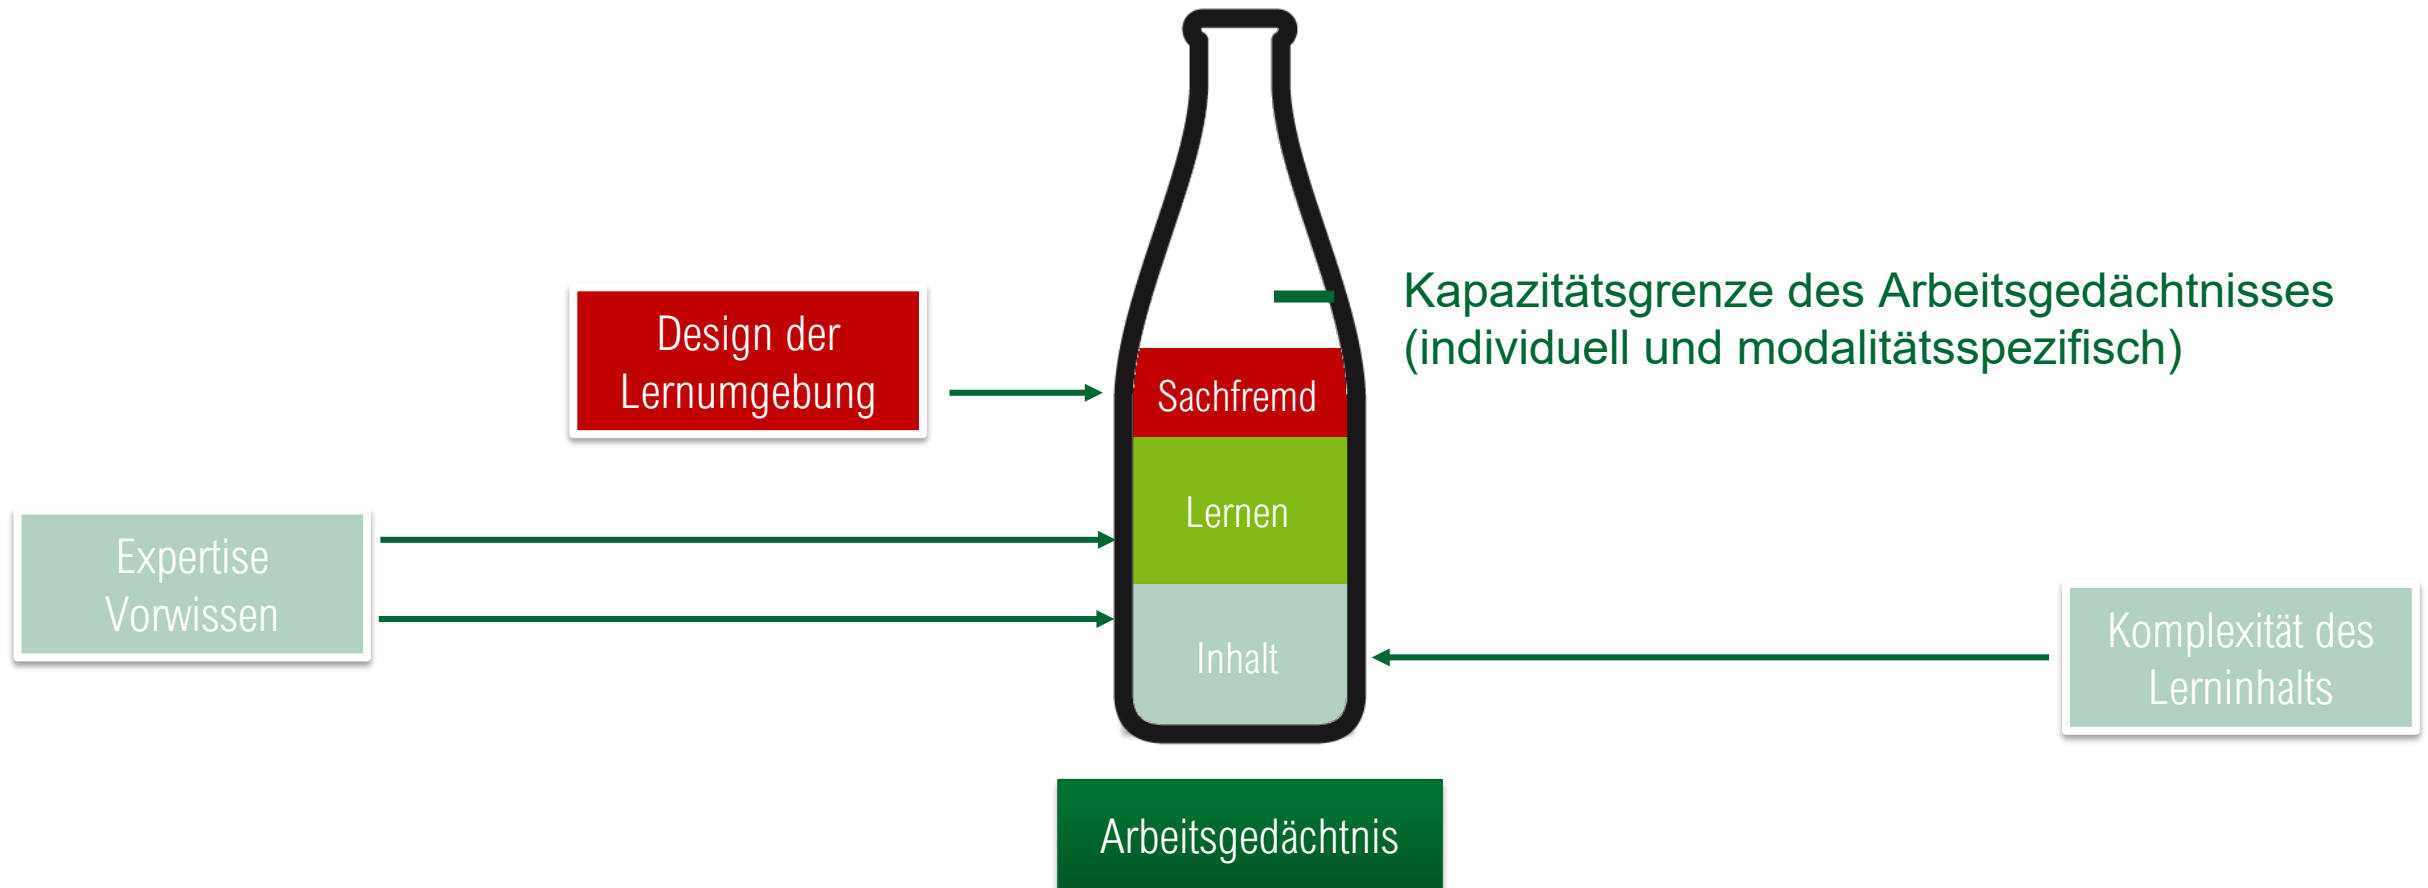 Kapazitätsgrenze des Arbeitsgedächtnisses
(individuell und modalitätsspezifisch)
Design der
Lernumgebung
Sachfremd
Lernen
Expertise
Vorwissen
Inhalt
Komplexität des
Lerninhalts
Arbeitsgedächtnis